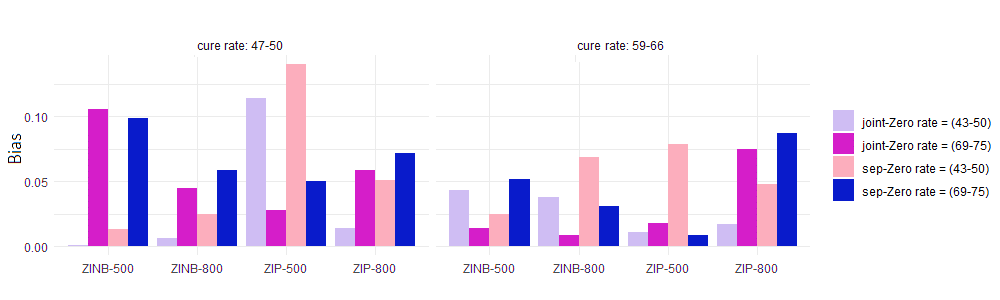 cure rate: 47-50
cure rate: 59-66
Bias
0.10
0.05
0.00
ZINB-500 ZINB-800 ZIP-500 ZIP-800
ZINB-500 ZINB-800 ZIP-500 ZIP-800
joint-Zero rate = (43-50)
joint-Zero rate = (69-75)
sep-Zero rate = (43-50)
sep-Zero rate = (69-75)